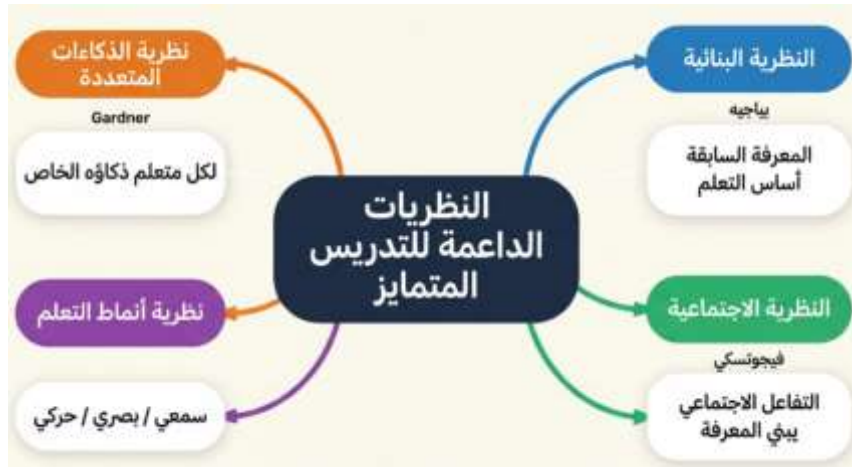 النظريات
الداعمة للتدريس
المتمايز
النظرية البنائية
بياجيه
المعرفة السابقة
أساس التعلم
نظرية الذكاءات
المتعددة
Gardner
لكل متعلم ذكاؤه الخاص
النظرية الاجتماعية
فيجوتسكي
التفاعل الاجتماعي
يبني المعرفة
نظرية أنماط التعلم
سمعي / بصري / حركي